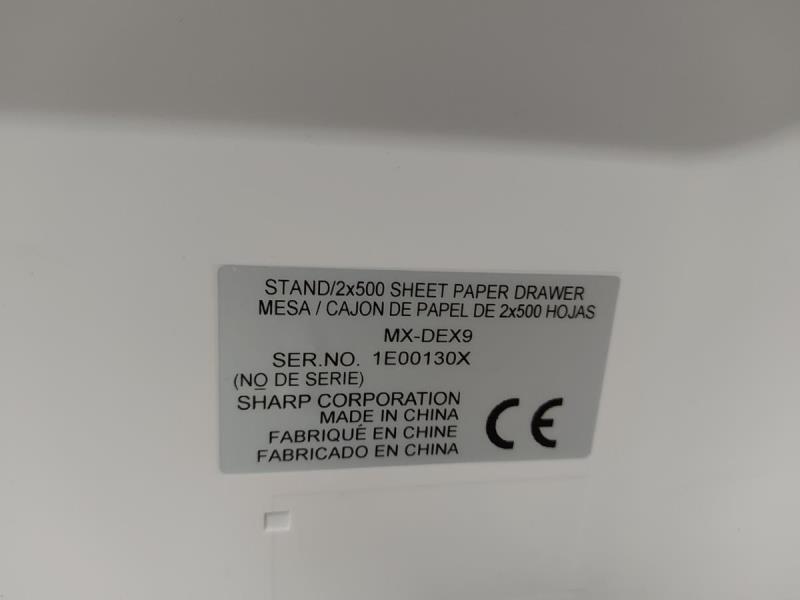 STAND/2x500 SHEET PAPER DRAWER
MESA / CAJON DE PAPEL DE 2x500 HOJAS
MX-DEX9
SER.NO. 1E00130X
(NO DE SERIE)
SHARP CORPORATION
MADE IN CHINA
FABRIQUÉ EN CHINE
FABRICADO EN CHINA
CE